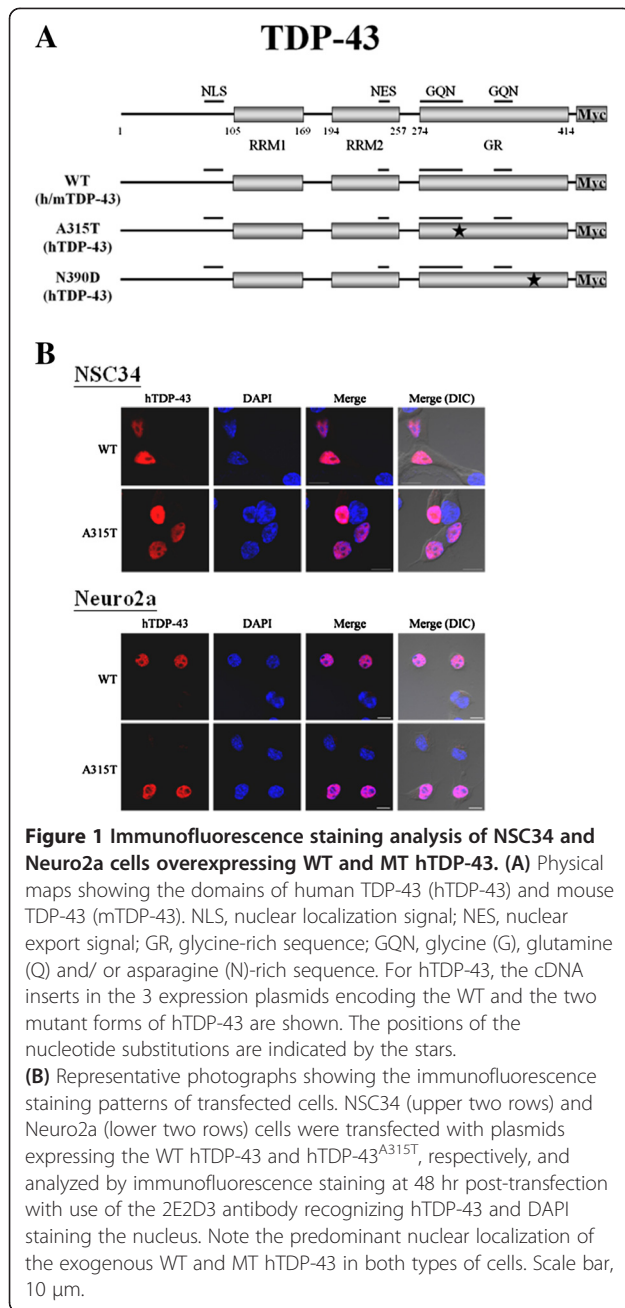 A
TDP-43
NLS NES GQN GQN
Myc
1 105 169 194 257 274 414
RRM1 RRM2 GR
WT
(h/mTDP-43)
Myc
A315T
(hTDP-43)
Myc
N390D
(hTDP-43)
Myc
B
NSC34
hTDP-43 DAPI Merge Merge (DIC)
WT
A315T
Neuro2a
hTDP-43 DAPI Merge Merge (DIC)
WT
A315T
Figure 1 Immunofluorescence staining analysis of NSC34 and
Neuro2a cells overexpressing WT and MT hTDP-43. (A) Physical
maps showing the domains of human TDP-43 (hTDP-43) and mouse
TDP-43 (mTDP-43). NLS, nuclear localization signal; NES, nuclear
export signal; GR, glycine-rich sequence; GQN, glycine (G), glutamine
(Q) and/ or asparagine (N)-rich sequence. For hTDP-43, the cDNA
inserts in the 3 expression plasmids encoding the WT and the two
mutant forms of hTDP-43 are shown. The positions of the
nucleotide substitutions are indicated by the stars.
(B) Representative photographs showing the immunofluorescence
staining patterns of transfected cells. NSC34 (upper two rows) and
Neuro2a (lower two rows) cells were transfected with plasmids
expressing the WT hTDP-43 and hTDP-43A315T, respectively, and
analyzed by immunofluorescence staining at 48 hr post-transfection
with use of the 2E2D3 antibody recognizing hTDP-43 and DAPI
staining the nucleus. Note the predominant nuclear localization of
the exogenous WT and MT hTDP-43 in both types of cells. Scale bar,
10 μm.